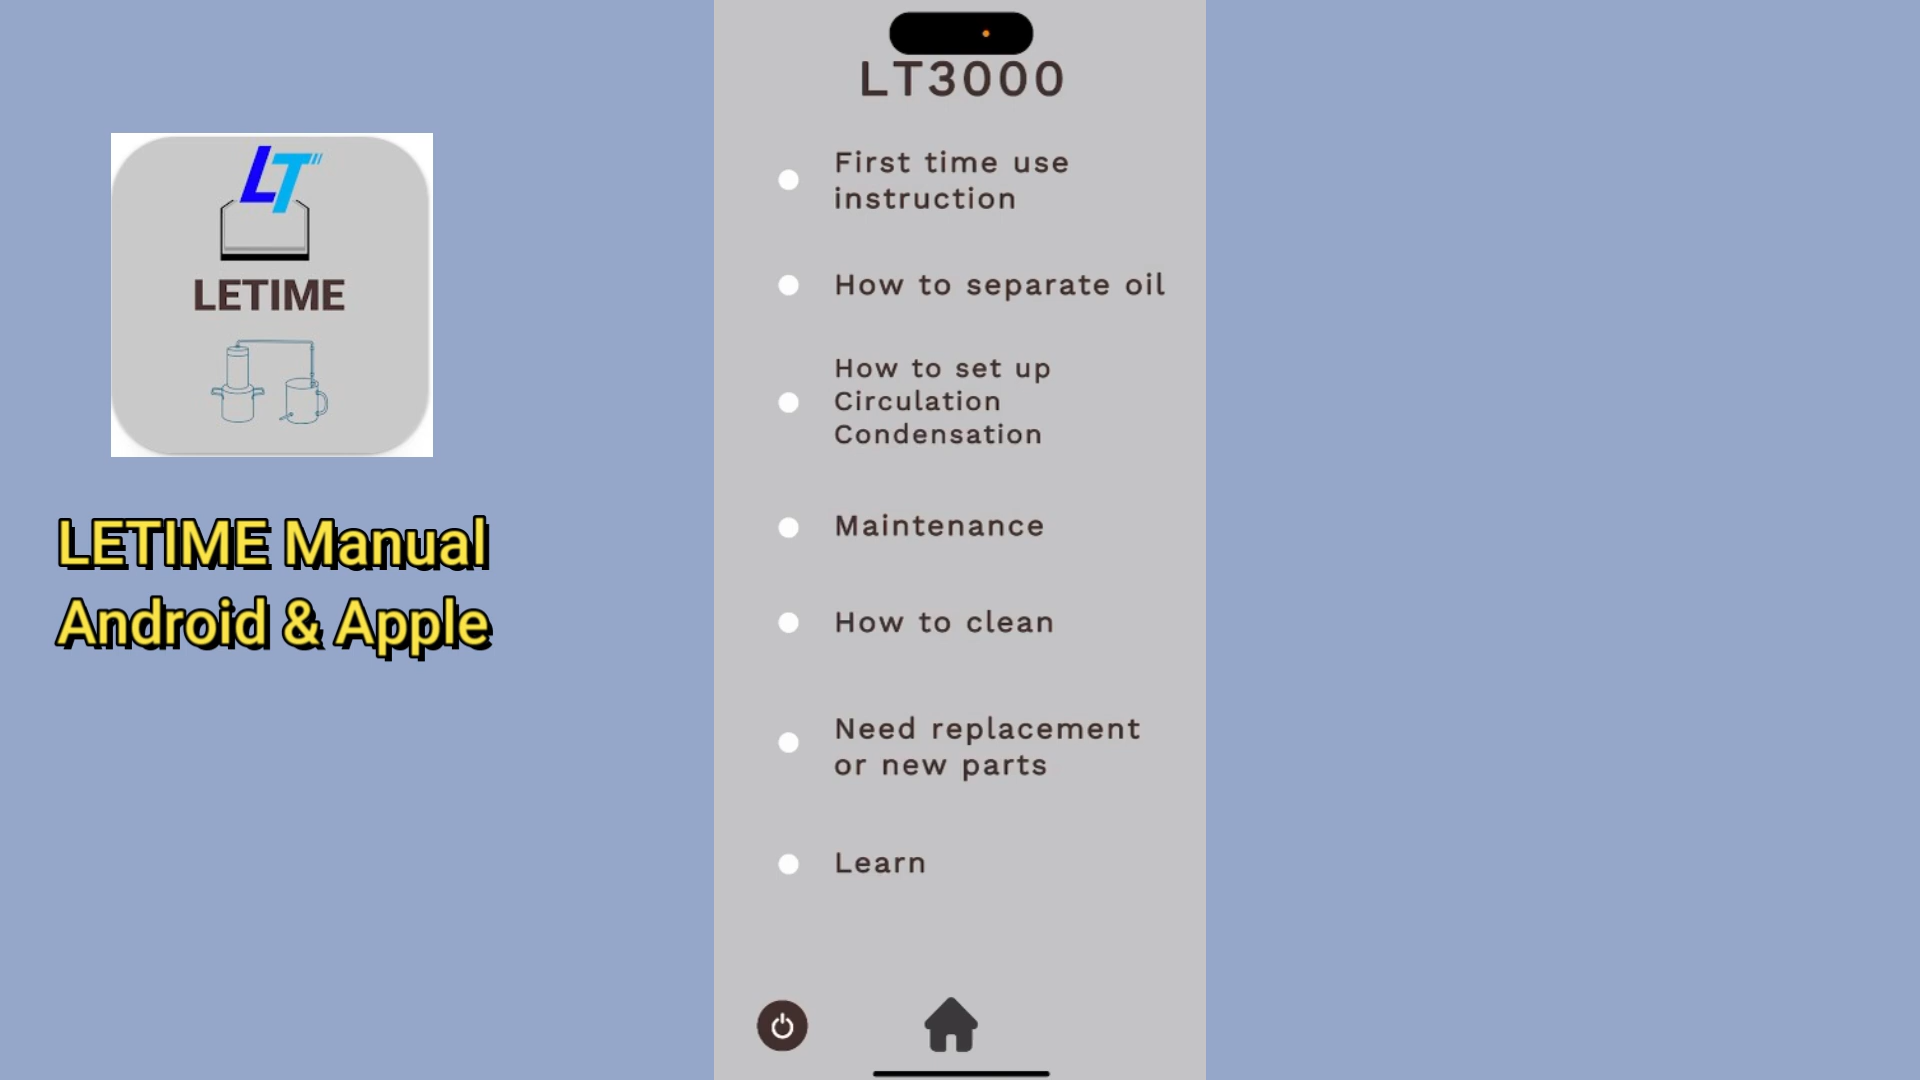 LT
LETIME
LETIME Manual
Android & Apple
LT3000
First time use
instruction
How to separate oil
How to set up
Circulation
Condensation
Maintenance
How to clean
Need replacement
or new parts
Learn